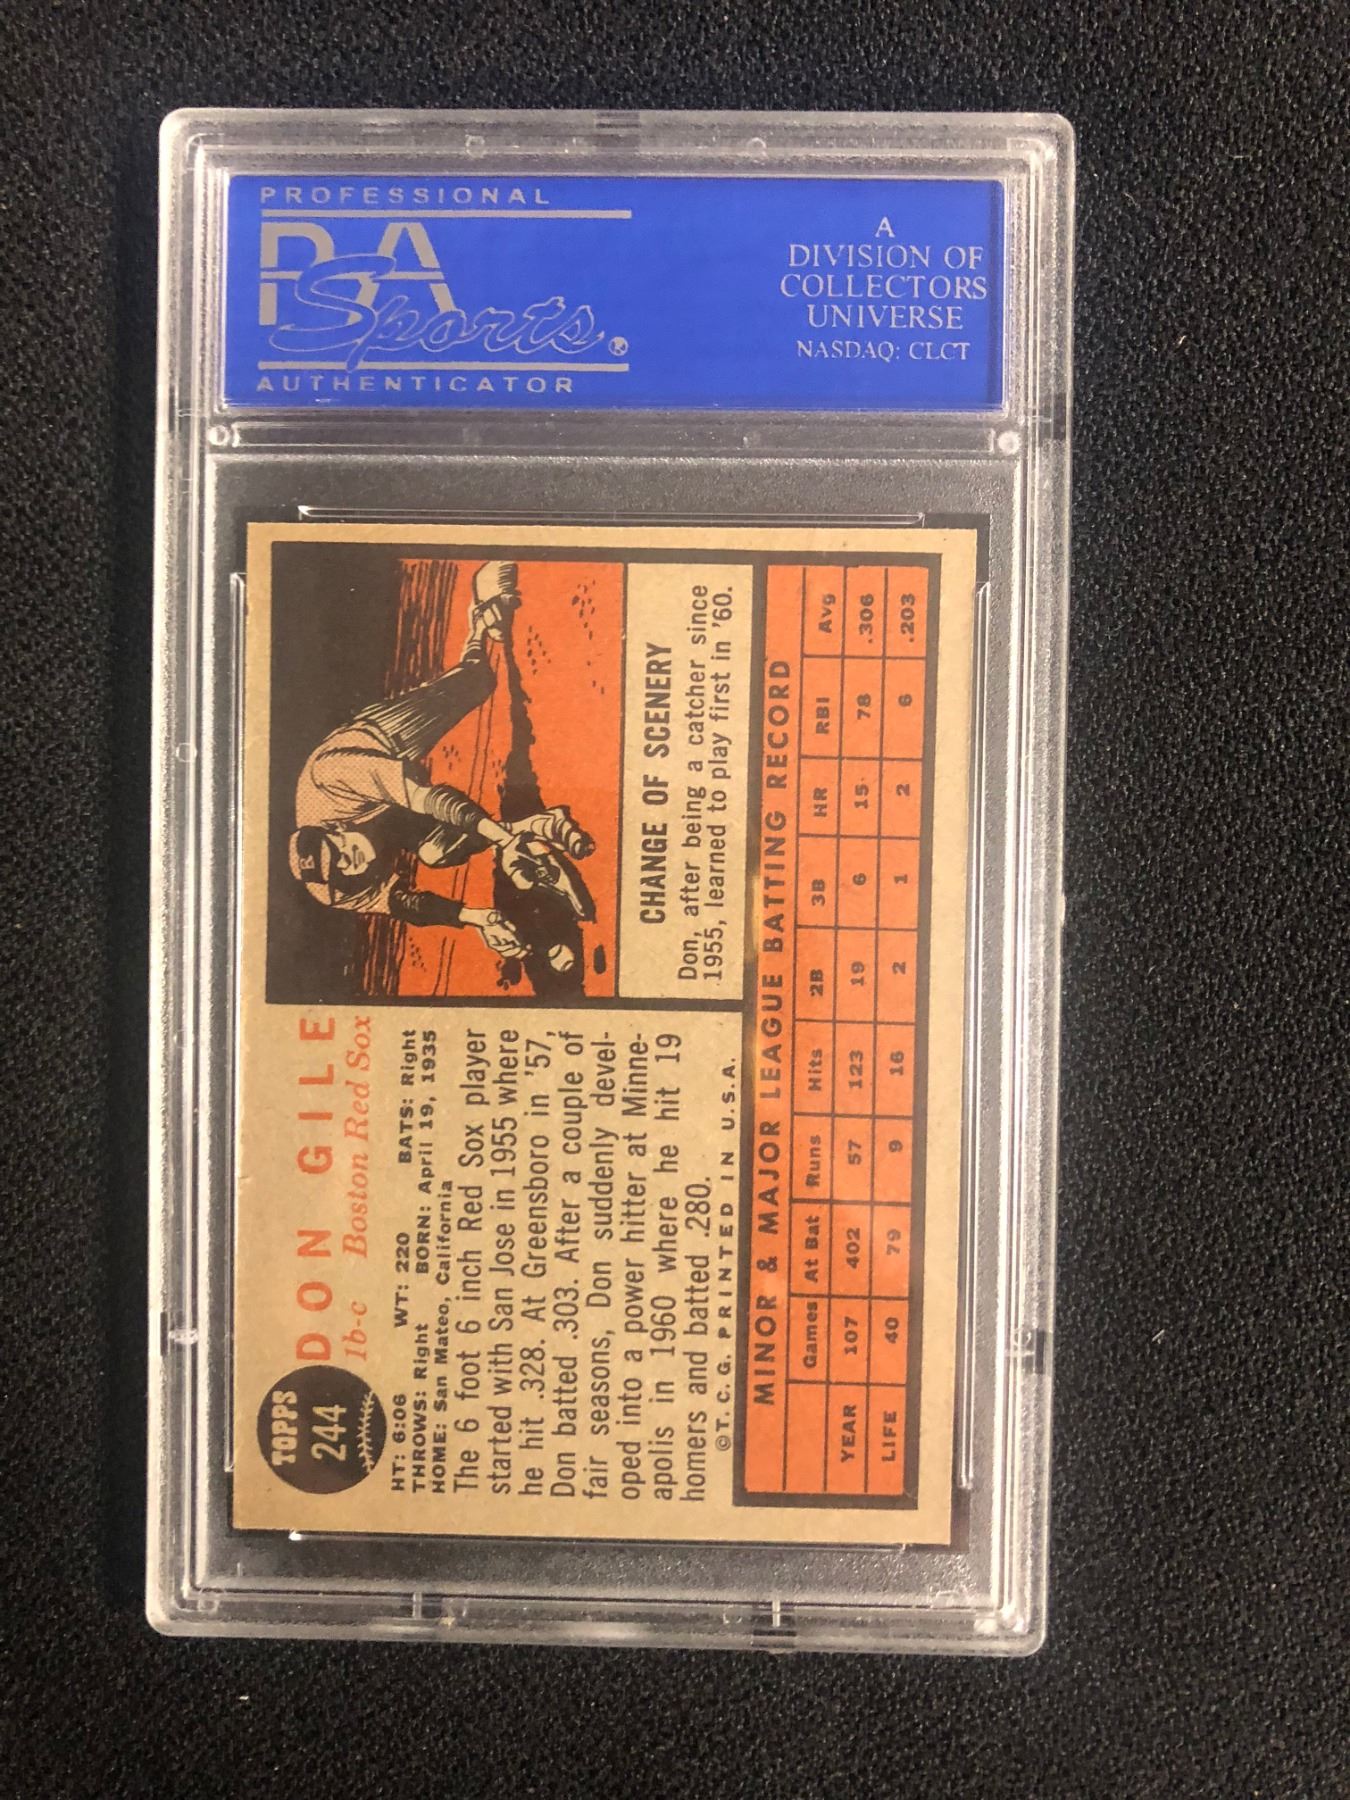 PROFESSIONAL
PSA
Sports®
AUTHENTICATOR
A
DIVISION OF
COLLECTORS
UNIVERSE
NASDAQ: CLCT
TOPPS
244
DON GILE
1b-c Boston Red Sox
HT: 6:06 WT: 220 BATS: Right
THROWS: Right BORN: April 19, 1935
HOME: San Mateo, California
The 6 foot 6 inch Red Sox player
started with San Jose in 1955 where
he hit .328. At Greensboro in '57,
Don batted .303. After a couple of
fair seasons, Don suddenly devel-
oped into a power hitter at Minne-
apolis in 1960 where he hit 19
homers and batted .280.
©T.C.G. PRINTED IN U.S.A.
B
CHANGE OF SCENERY
Don, after being a catcher since
1955, learned to play first in '60.
MINOR & MAJOR LEAGUE BATTING RECORD
Games At Bat Runs Hits 2B 3B HR RBI Avg
YEAR 107 402 57 123 19 6 15 78 .306
LIFE 40 79 9 16 2 1 2 6 .203